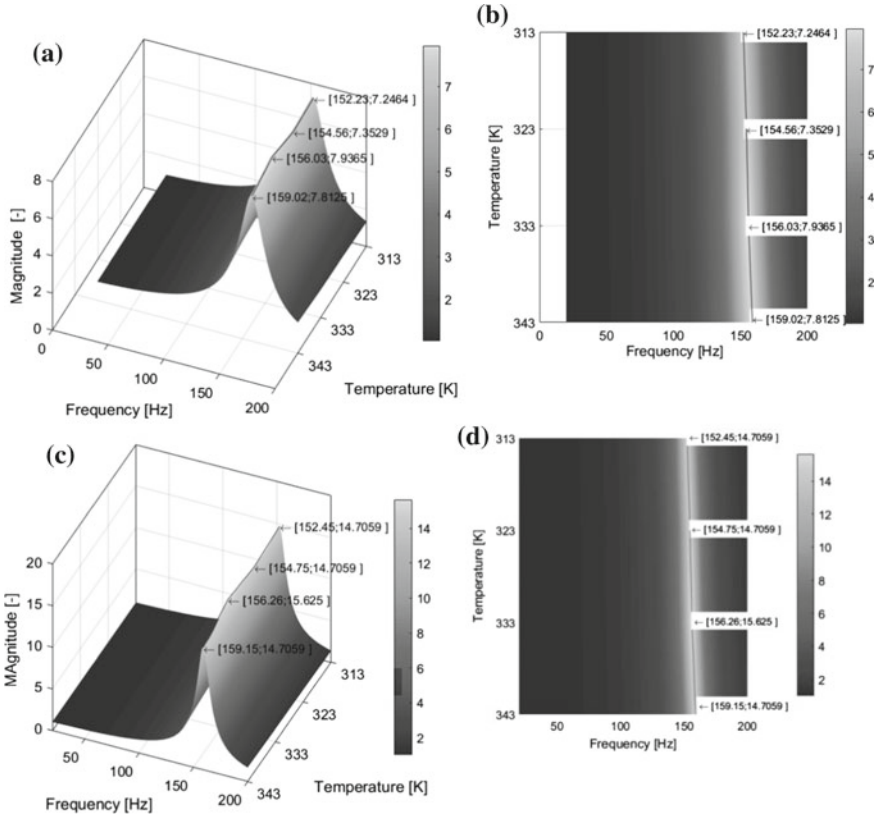 (a)
8
6
4
2
0
Magnitude [-]
0
50
100
150
200
Frequency [Hz]
313
323
333
343
Temperature [K]
← [152.23;7.2464 ]
← [154.56;7.3529 ]
← [156.03;7.9365 ]
← [159.02;7.8125 ]
7
6
5
4
3
2
(b)
313
323
333
343
Temperature [K]
0
50
100
150
200
Frequency [Hz]
← [152.23;7.2464 ]
← [154.56;7.3529 ]
← [156.03;7.9365 ]
← [159.02;7.8125 ]
7
6
5
4
3
2
(c)
20
15
10
5
0
MAgnitude [-]
50
100
150
200
Frequency [Hz]
313
323
333
343
Temperature [K]
← [152.45;14.7059 ]
← [154.75;14.7059 ]
← [156.26;15.625 ]
← [159.15;14.7059 ]
14
12
10
8
6
4
2
(d)
313
323
333
343
Temperature [K]
50
100
150
200
Frequency [Hz]
← [152.45;14.7059 ]
← [154.75;14.7059 ]
← [156.26;15.625 ]
← [159.15;14.7059 ]
14
12
10
8
6
4
2